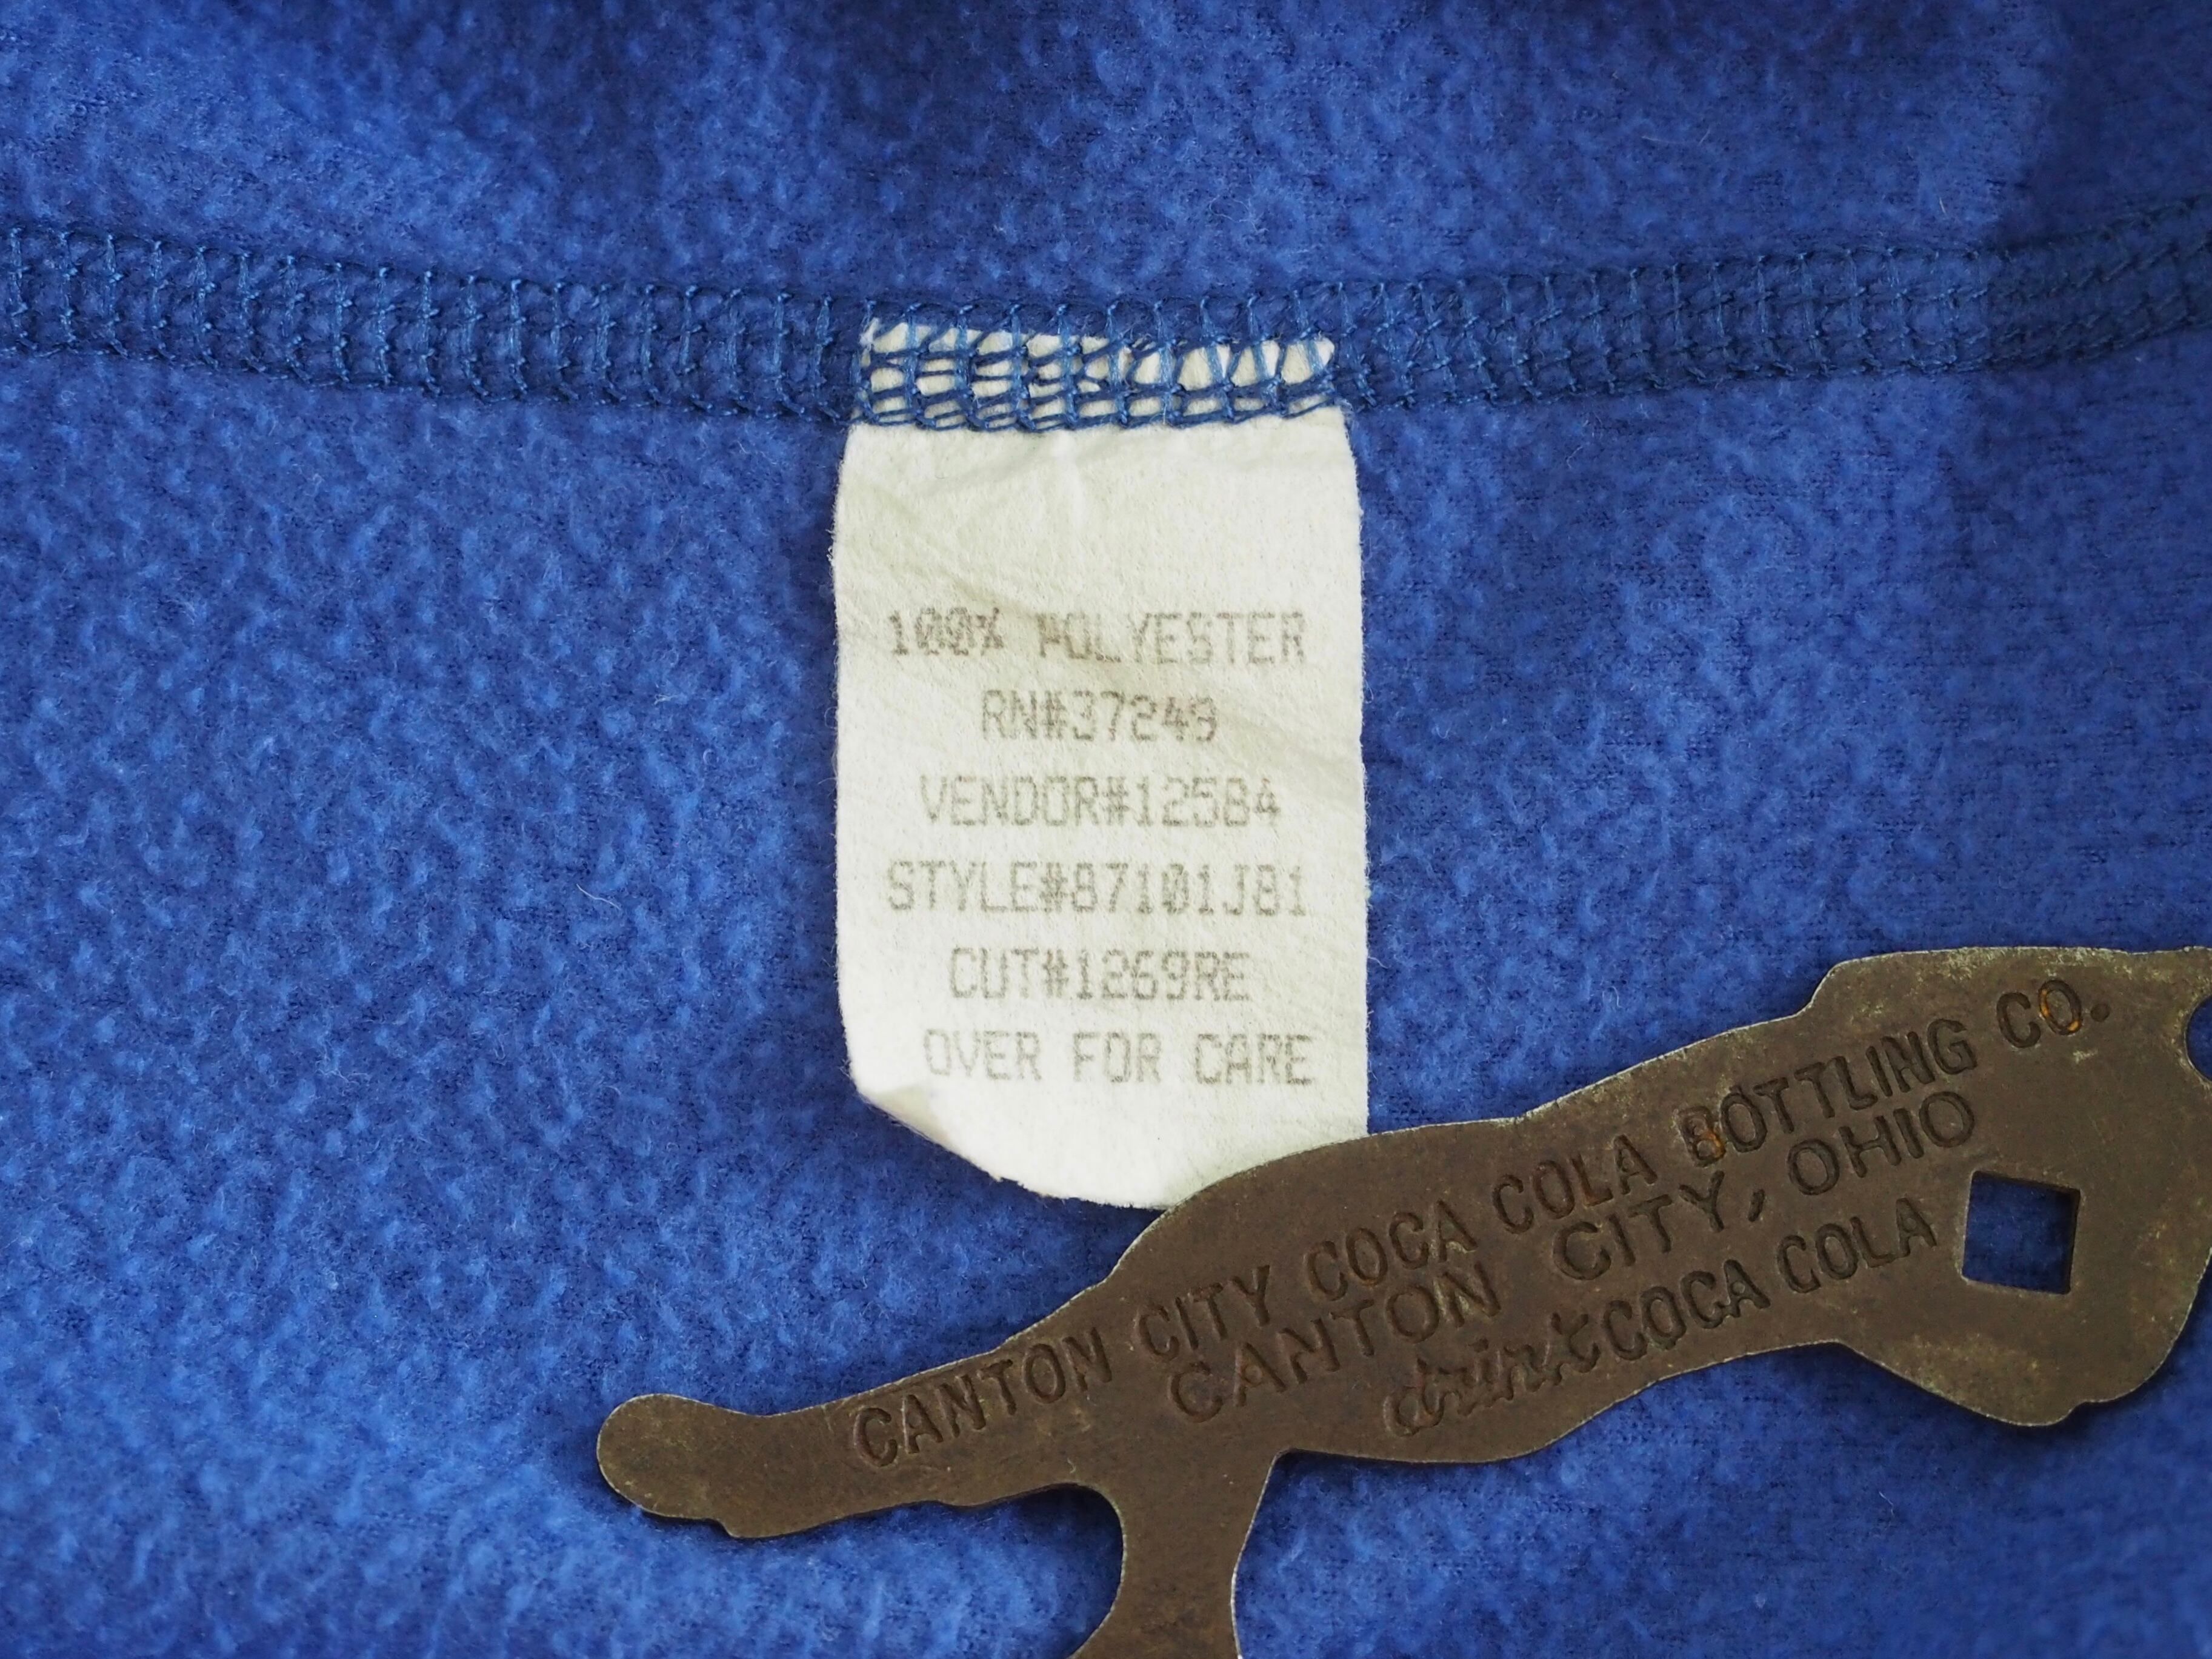 100% POLYESTER
RN#37249
VENDOR#12584
STYLE#87101J81
CUT#1269RE
OVER FOR CARE
CANTON CITY COCA COLA BOTTLING CO.
CANTON CITY, OHIO
drink COCA COLA